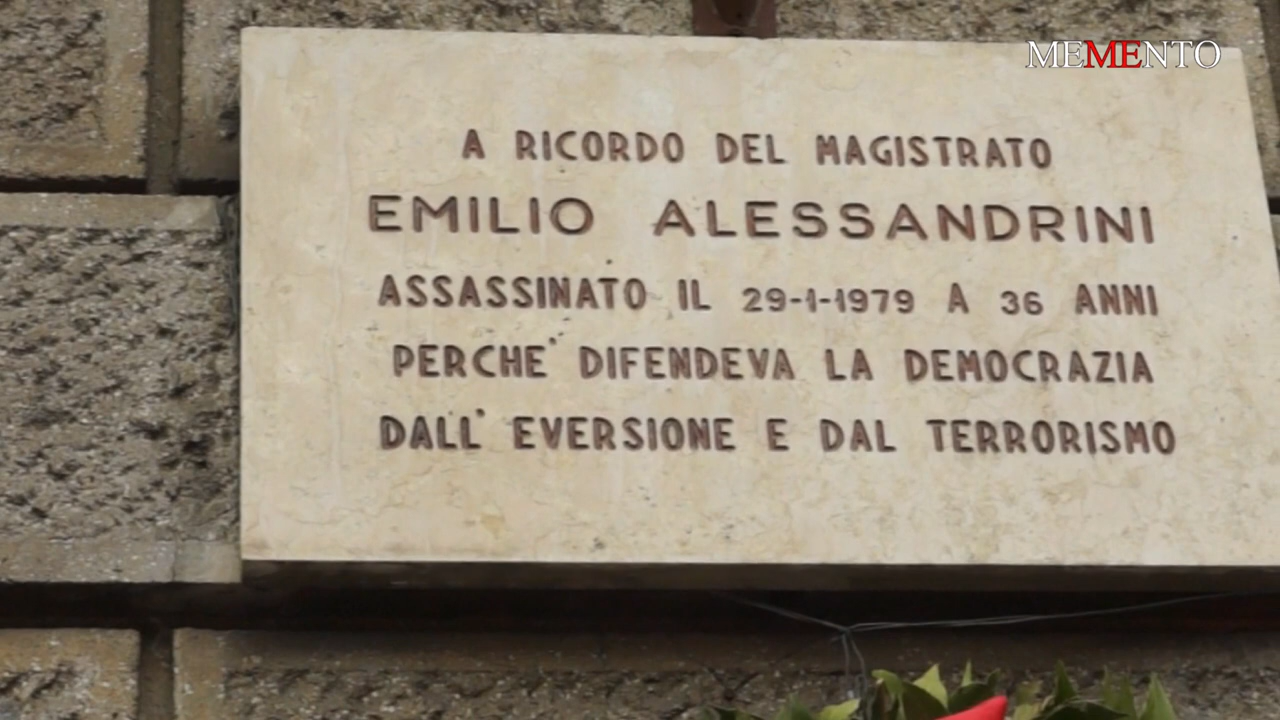 MEMENTO
A RICORDO DEL MAGISTRATO
EMILIO ALESSANDRINI
ASSASSINATO IL 29-1-1979 A 36 ANNI
PERCHE' DIFENDEVA LA DEMOCRAZIA
DALL' EVERSIONE E DAL TERRORISMO